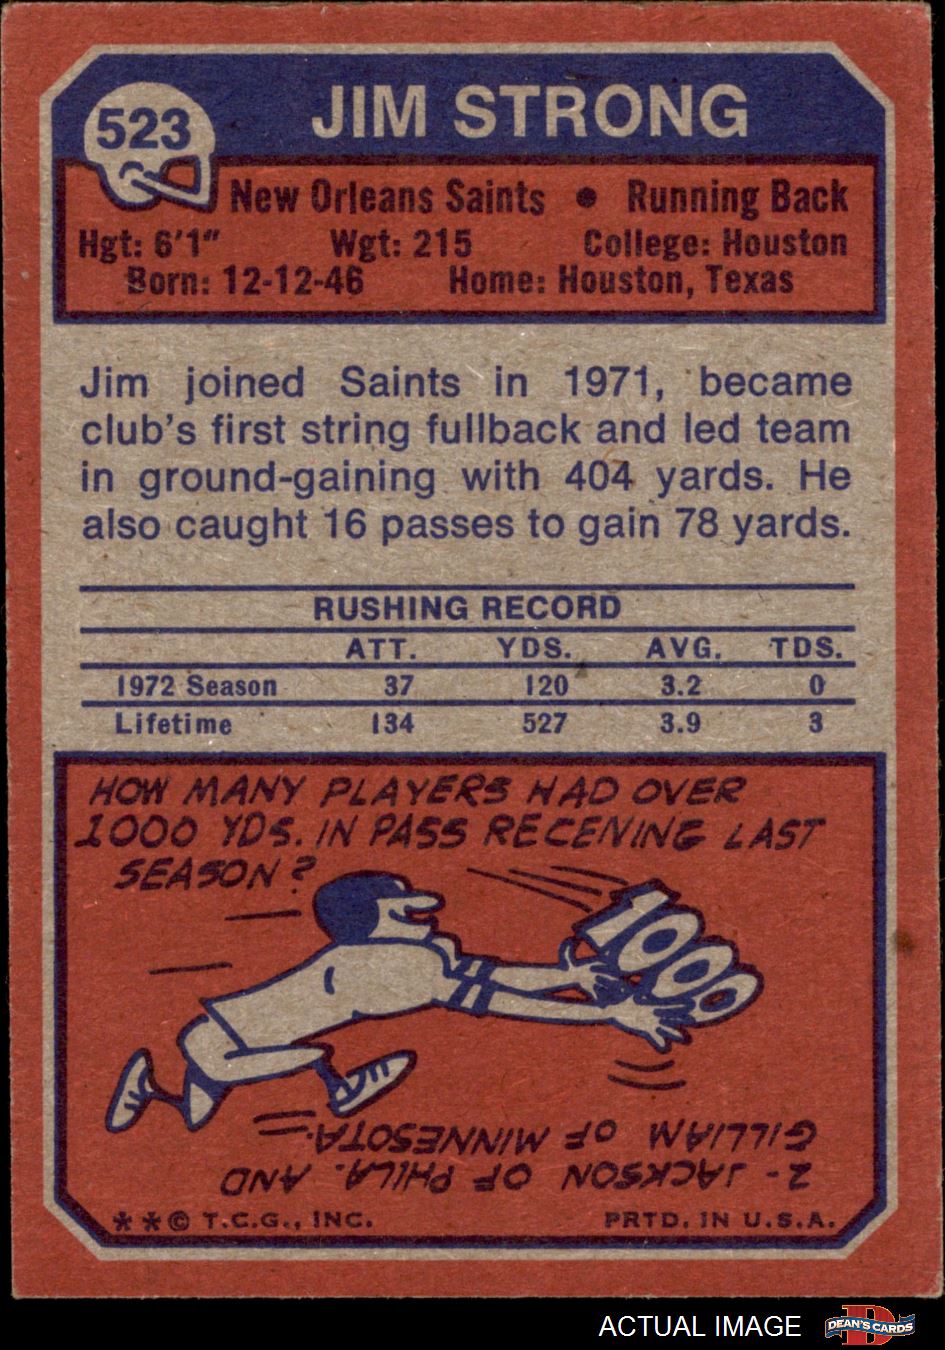 523
JIM STRONG
New Orleans Saints • Running Back
Hgt: 6'1" Wgt: 215 College: Houston
Born: 12-12-46 Home: Houston, Texas
Jim joined Saints in 1971, became
club's first string fullback and led team
in ground-gaining with 404 yards. He
also caught 16 passes to gain 78 yards.
RUSHING RECORD
ATT. YDS. AVG. TDS.
1972 Season 37 120 3.2 0
Lifetime 134 527 3.9 3
HOW MANY PLAYERS HAD OVER
1000 YDS. IN PASS RECEIVING LAST
SEASON?
1000
2- JACKSON OF PHILA. AND
GILLIAM OF MINNESOTA.
**© T.C.G., INC. PRTD. IN U.S.A.
ACTUAL IMAGE
D
DEAN'S CARDS